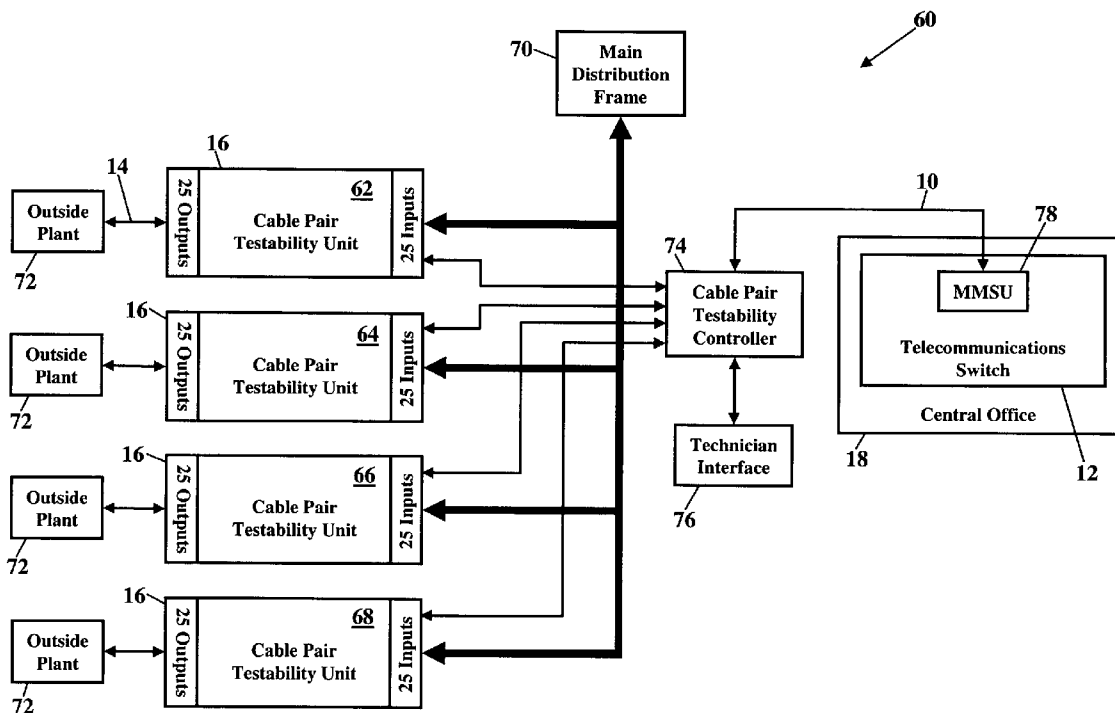 60
70
Main
Distribution
Frame
14
16
Outside
Plant
72
25 Outputs
62
Cable Pair
Testability Unit
25 Inputs
10
74
78
Cable Pair
Testability
Controller
MMSU
Telecommunications
Switch
Central Office
18
12
16
Outside
Plant
72
25 Outputs
64
Cable Pair
Testability Unit
25 Inputs
Technician
Interface
76
16
Outside
Plant
72
25 Outputs
66
Cable Pair
Testability Unit
25 Inputs
16
Outside
Plant
72
25 Outputs
68
Cable Pair
Testability Unit
25 Inputs